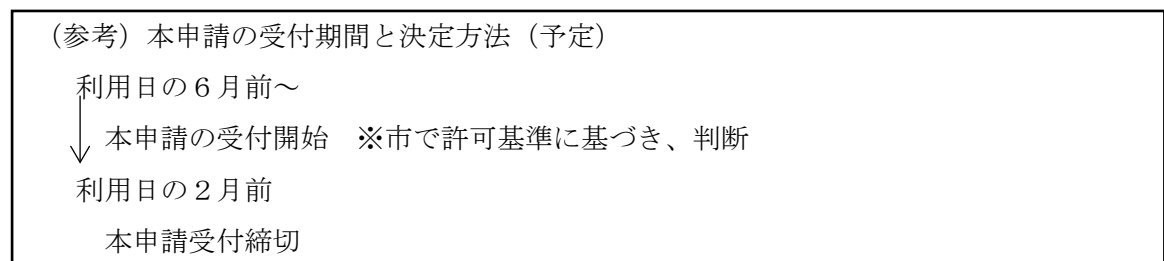 （参考）本申請の受付期間と決定方法（予定）
利用日の６月前～
本申請の受付開始　※市で許可基準に基づき、判断
利用日の２月前
本申請受付締切